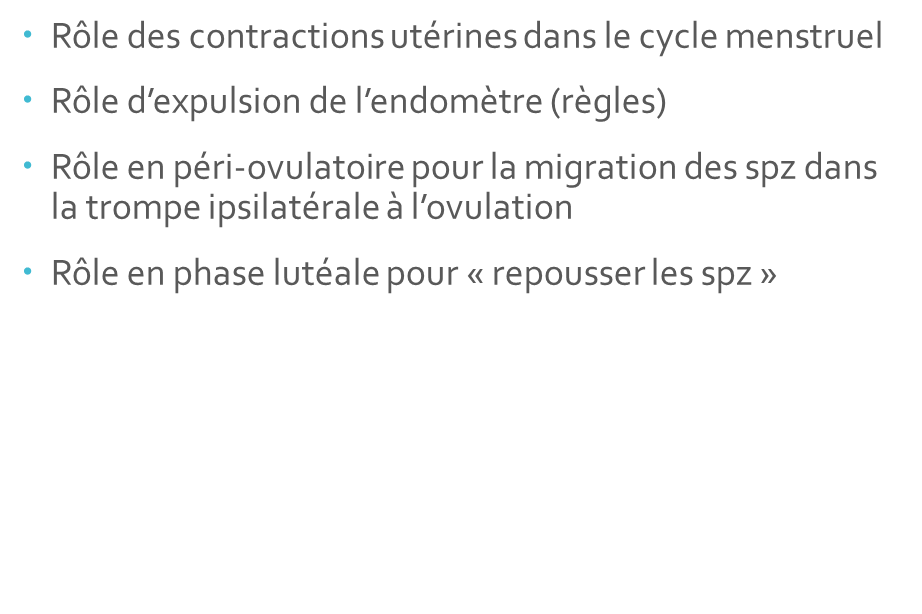 • Rôle des contractions utérines dans le cycle menstruel
• Rôle d’expulsion de l’endomètre (règles)
• Rôle en péri-ovulatoire pour la migration des spz dans
la trompe ipsilatérale à l’ovulation
• Rôle en phase lutéale pour « repousser les spz »